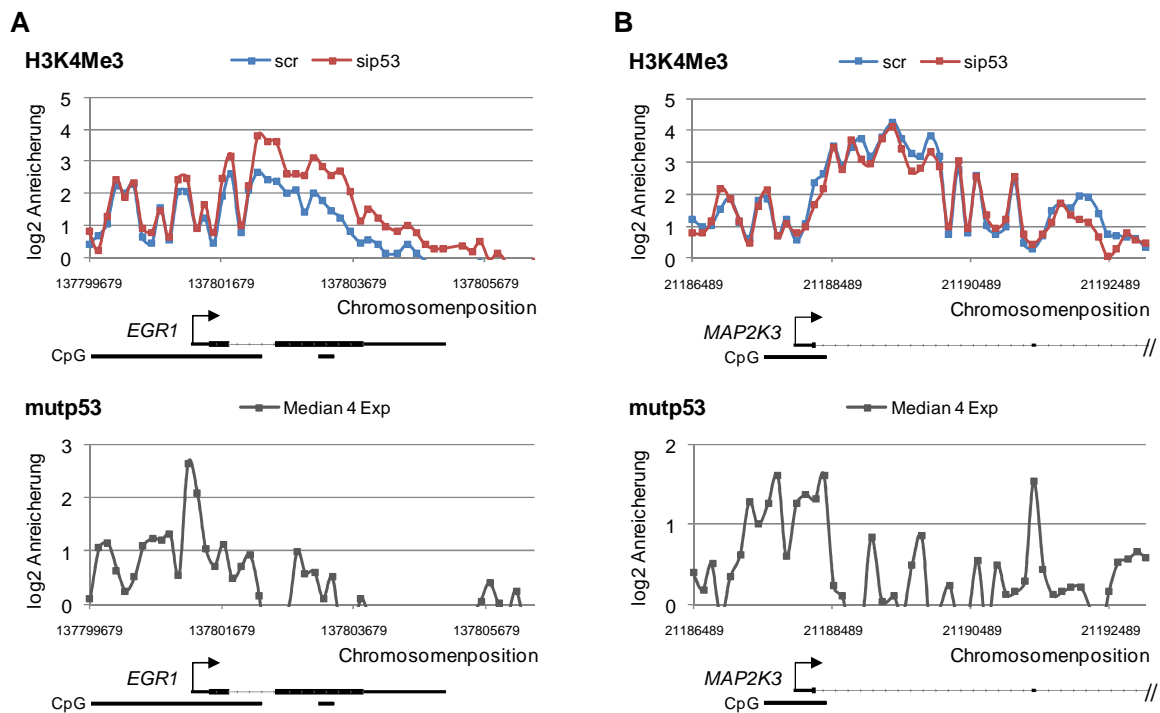 A
H3K4Me3
scr
sip53
log2 Anreicherung
5
4
3
2
1
0
137799679
137801679
137803679
137805679
Chromosomenposition
EGR1
CpG
mutp53
Median 4 Exp
log2 Anreicherung
3
2
1
0
137799679
137801679
137803679
137805679
Chromosomenposition
EGR1
CpG
B
H3K4Me3
scr
sip53
log2 Anreicherung
5
4
3
2
1
0
21186489
21188489
21190489
21192489
Chromosomenposition
MAP2K3
CpG
//
mutp53
Median 4 Exp
log2 Anreicherung
2
1
0
21186489
21188489
21190489
21192489
Chromosomenposition
MAP2K3
CpG
//